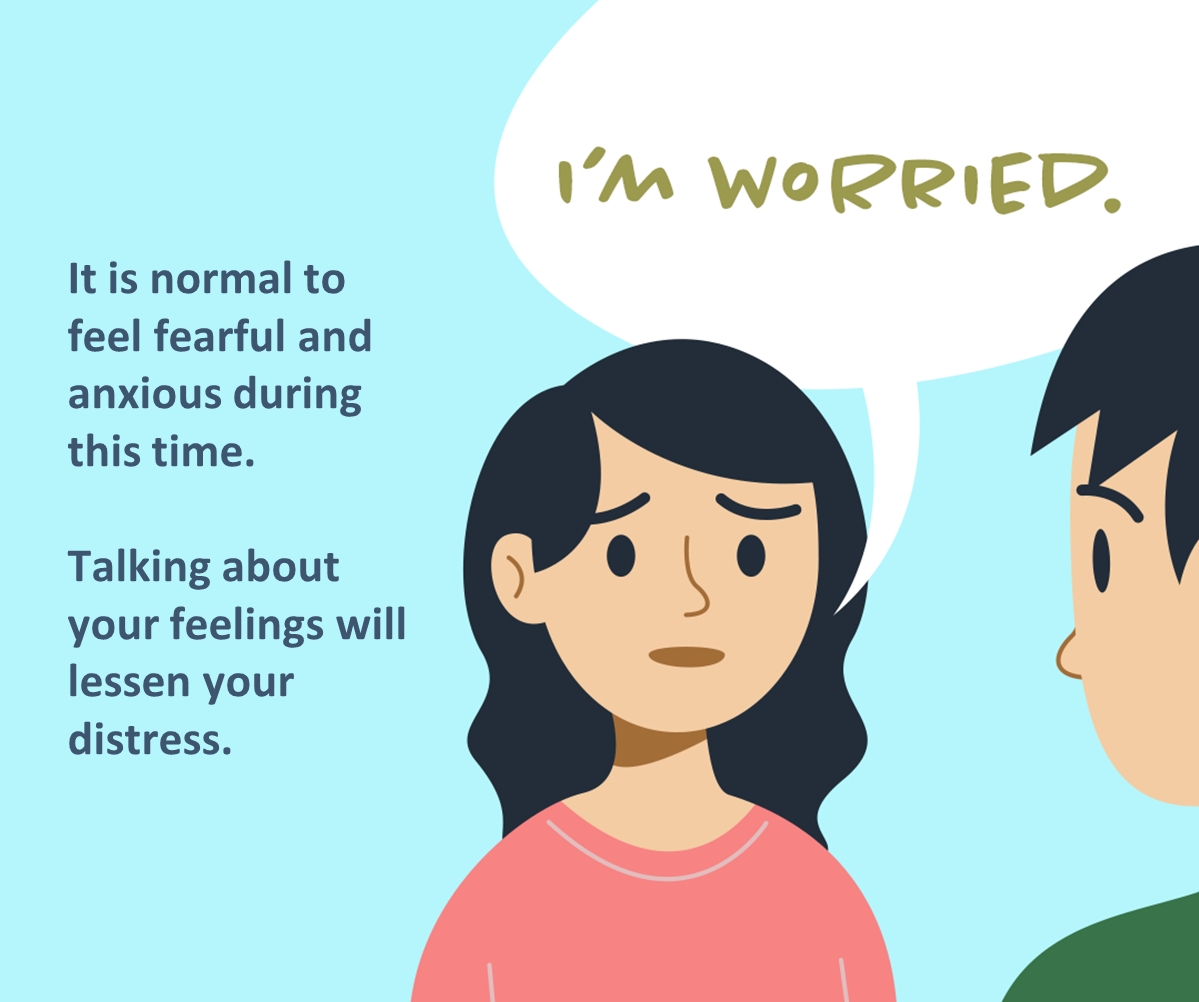 I'M WORRIED.
It is normal to
feel fearful and
anxious during
this time.
Talking about
your feelings will
lessen your
distress.